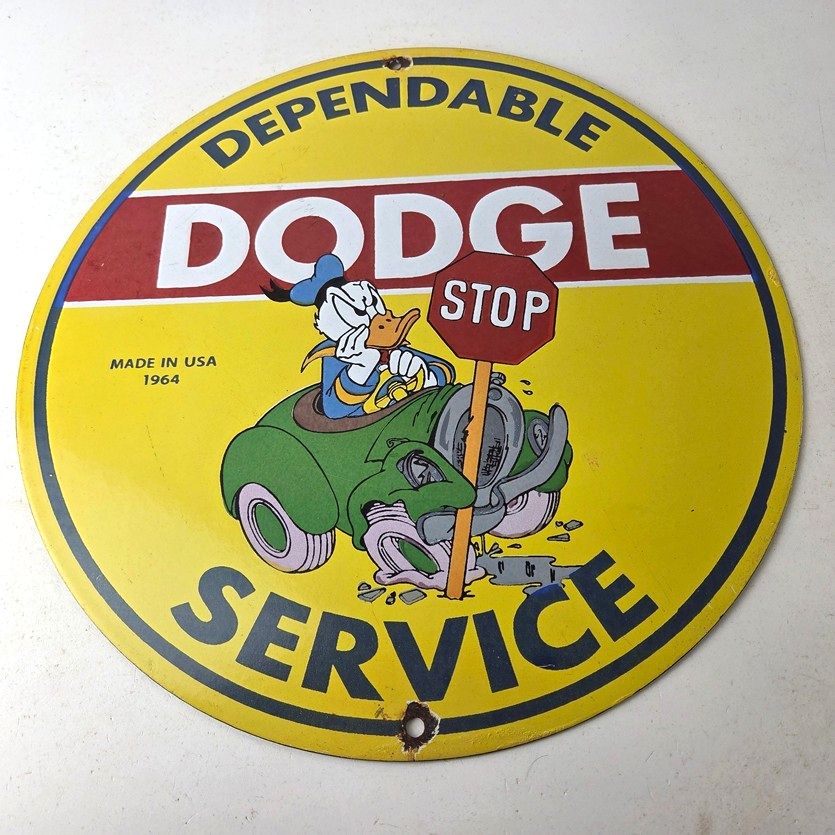 DEPENDABLE
DODGE
STOP
MADE IN USA
1964
SERVICE